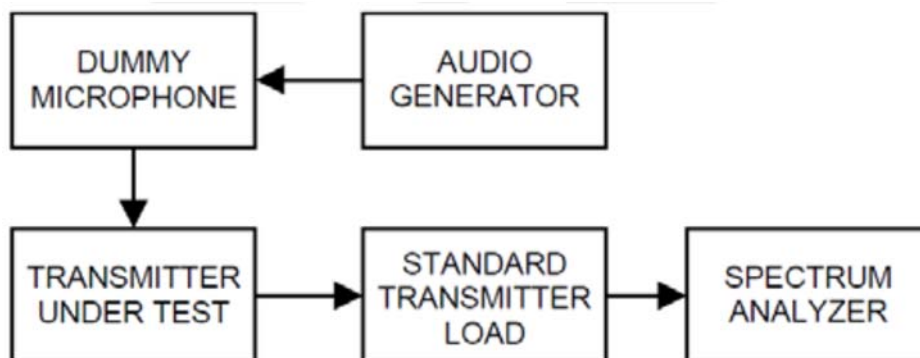 DUMMY
MICROPHONE
AUDIO
GENERATOR
TRANSMITTER
UNDER TEST
STANDARD
TRANSMITTER
LOAD
SPECTRUM
ANALYZER